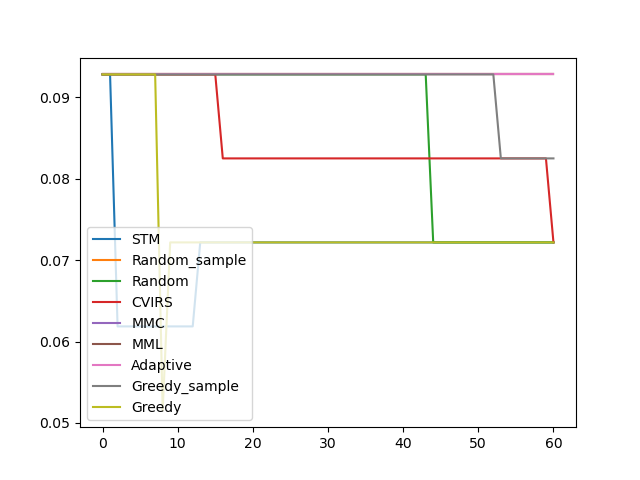 0.09
0.08
0.07
0.06
0.05
STM
Random_sample
Random
CVIRS
MMC
MML
Adaptive
Greedy_sample
Greedy
0 10 20 30 40 50 60